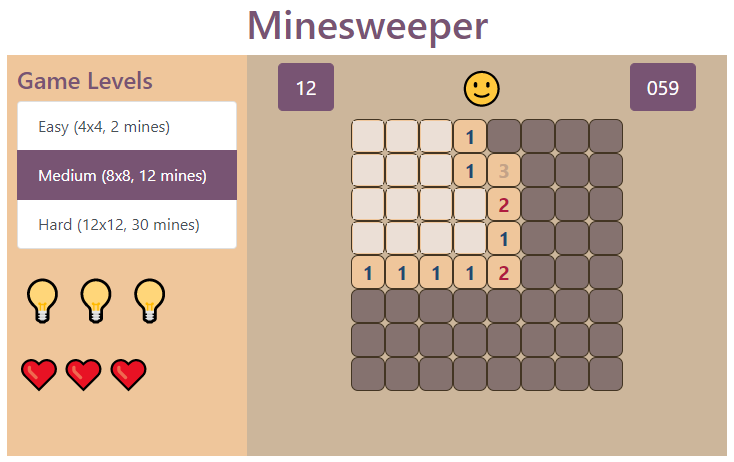 Minesweeper
Game Levels
Easy (4x4, 2 mines)
Medium (8x8, 12 mines)
Hard (12x12, 30 mines)
12
059
1
1 3
2
1
1 1 1 1 2